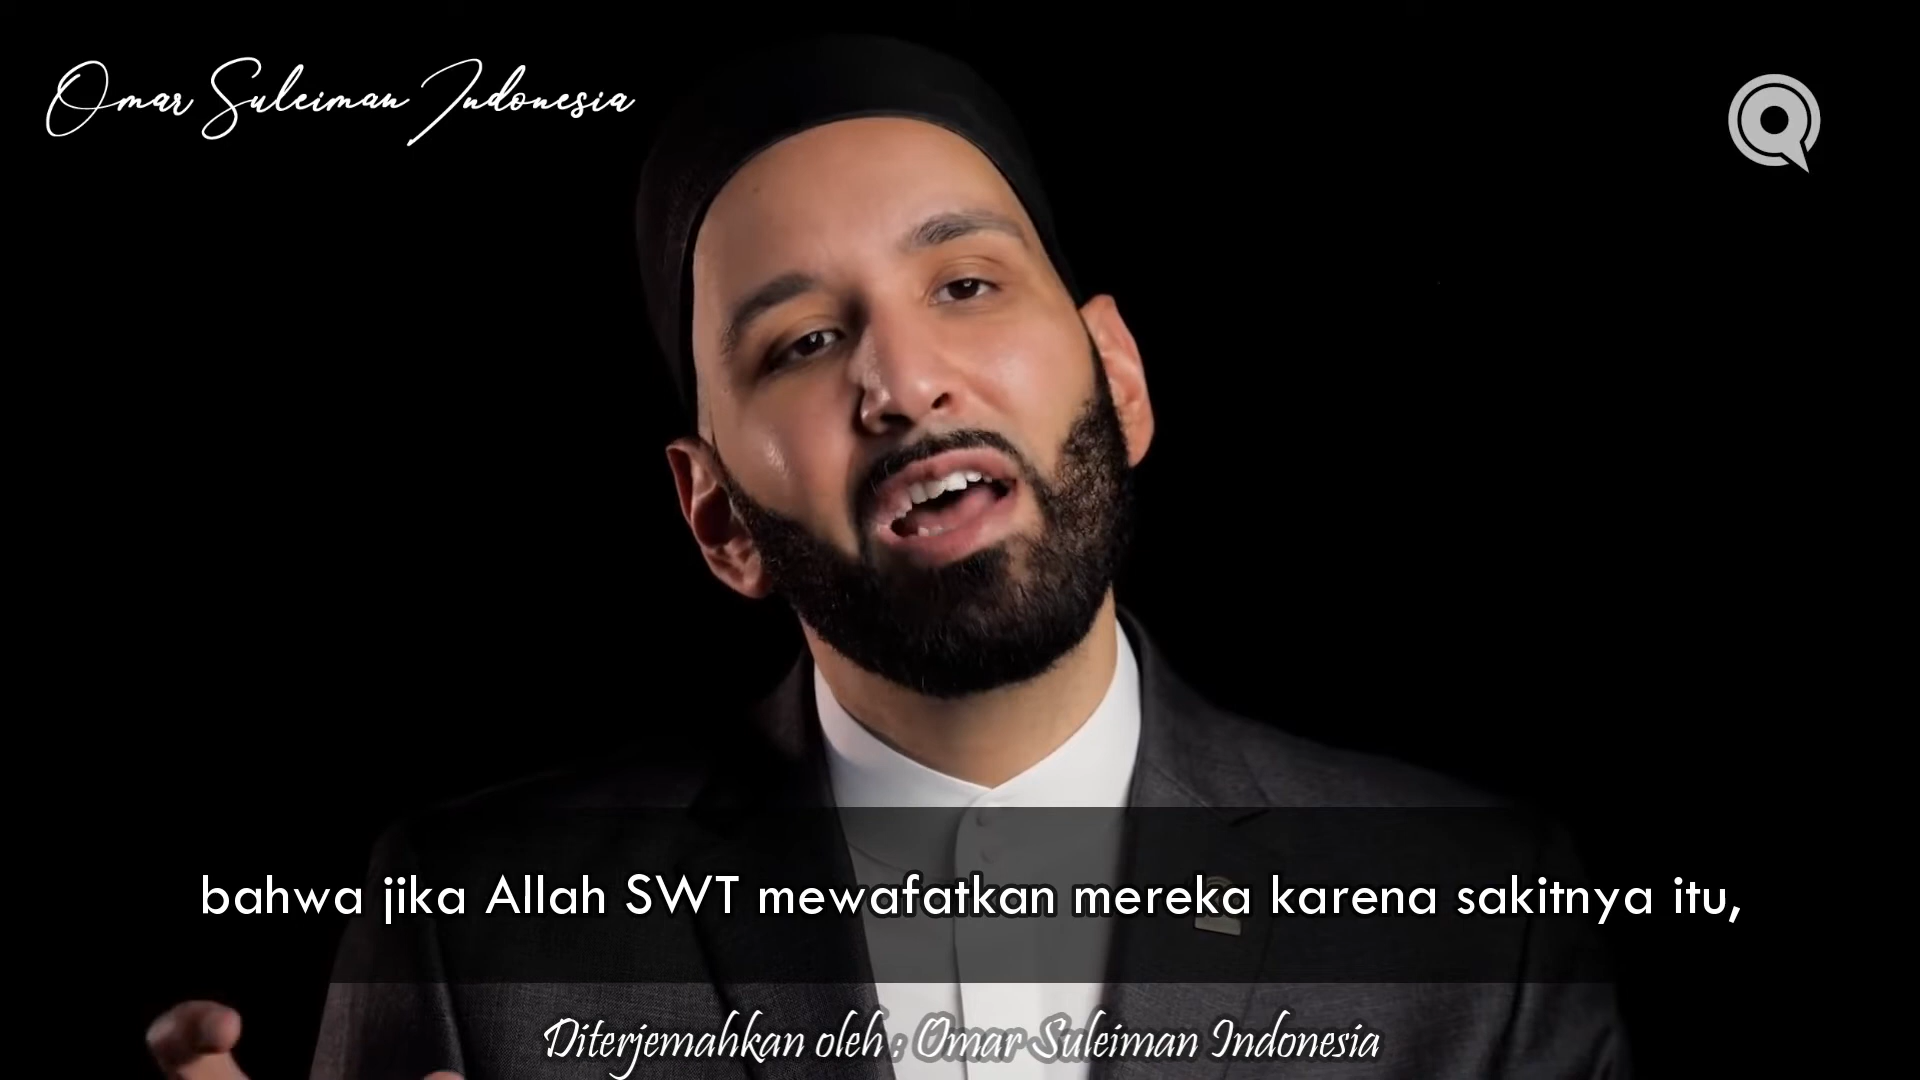 Omar Suleiman Indonesia
bahwa jika Allah SWT mewafatkan mereka karena sakitnya itu,
Diterjemahkan oleh : Omar Suleiman Indonesia